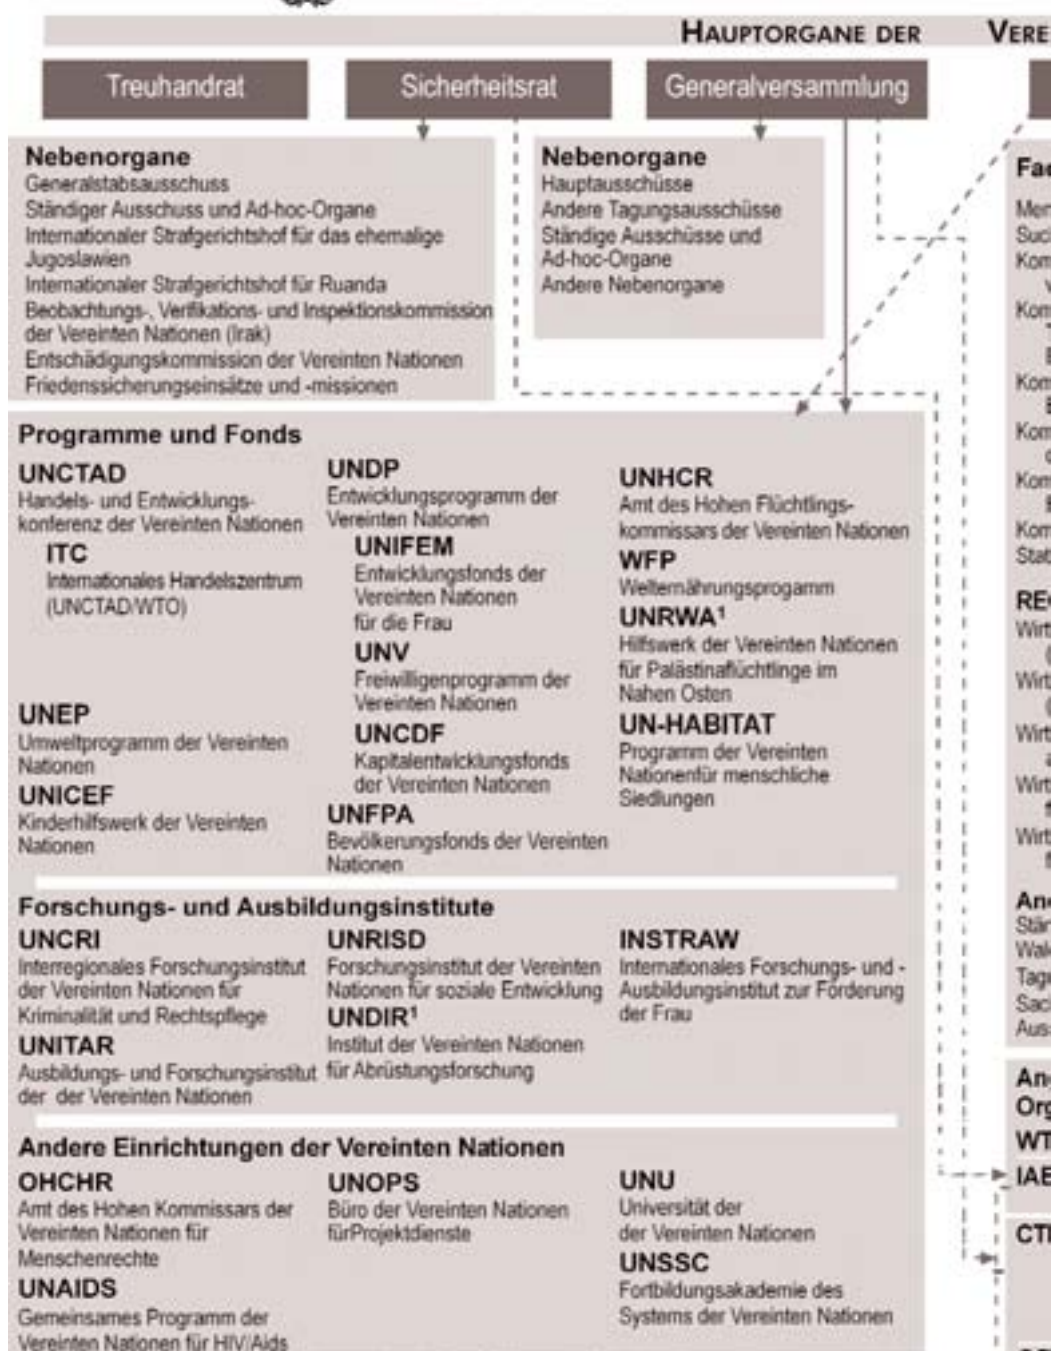 HAUPTORGANE DER VERE
Treuhandrat
Sicherheitsrat
Generalversammlung
Nebenorgane
Generalstabsausschuss
Ständiger Ausschuss und Ad-hoc-Organe
Internationaler Strafgerichtshof für das ehemalige
Jugoslawien
Internationaler Strafgerichtshof für Ruanda
Beobachtungs-, Verifikations- und Inspektionskommission
der Vereinten Nationen (Irak)
Entschädigungskommission der Vereinten Nationen
Friedenssicherungseinsätze und -missionen
Nebenorgane
Hauptausschüsse
Andere Tagungsausschüsse
Ständige Ausschüsse und
Ad-hoc-Organe
Andere Nebenorgane
Programme und Fonds
UNCTAD
Handels- und Entwicklungs-
konferenz der Vereinten Nationen
ITC
Internationales Handelszentrum
(UNCTAD/WTO)
UNEP
Umweltprogramm der Vereinten
Nationen
UNICEF
Kinderhilfswerk der Vereinten
Nationen
UNDP
Entwicklungsprogramm der
Vereinten Nationen
UNIFEM
Entwicklungsfonds der
Vereinten Nationen
für die Frau
UNV
Freiwilligenprogramm der
Vereinten Nationen
UNCDF
Kapitalentwicklungsfonds
der Vereinten Nationen
UNFPA
Bevölkerungsfonds der Vereinten
Nationen
UNHCR
Amt des Hohen Flüchtlings-
kommissars der Vereinten Nationen
WFP
Welternährungsprogamm
UNRWA¹
Hilfswerk der Vereinten Nationen
für Palästinaflüchtlinge im
Nahen Osten
UN-HABITAT
Programm der Vereinten
Nationenfür menschliche
Siedlungen
Forschungs- und Ausbildungsinstitute
UNCRI
Interregionales Forschungsinstitut
der Vereinten Nationen für
Kriminalität und Rechtspflege
UNITAR
Ausbildungs- und Forschungsinstitut
der der Vereinten Nationen
UNRISD
Forschungsinstitut der Vereinten
Nationen für soziale Entwicklung
UNDIR¹
Institut der Vereinten Nationen
für Abrüstungsforschung
INSTRAW
Internationales Forschungs- und -
Ausbildungsinstitut zur Förderung
der Frau
Andere Einrichtungen der Vereinten Nationen
OHCHR
Amt des Hohen Kommissars der
Vereinten Nationen für
Menschenrechte
UNAIDS
Gemeinsames Programm der
Vereinten Nationen für HIV/Aids
UNOPS
Büro der Vereinten Nationen
fürProjektdienste
UNU
Universität der
der Vereinten Nationen
UNSSC
Fortbildungsakademie des
Systems der Vereinten Nationen